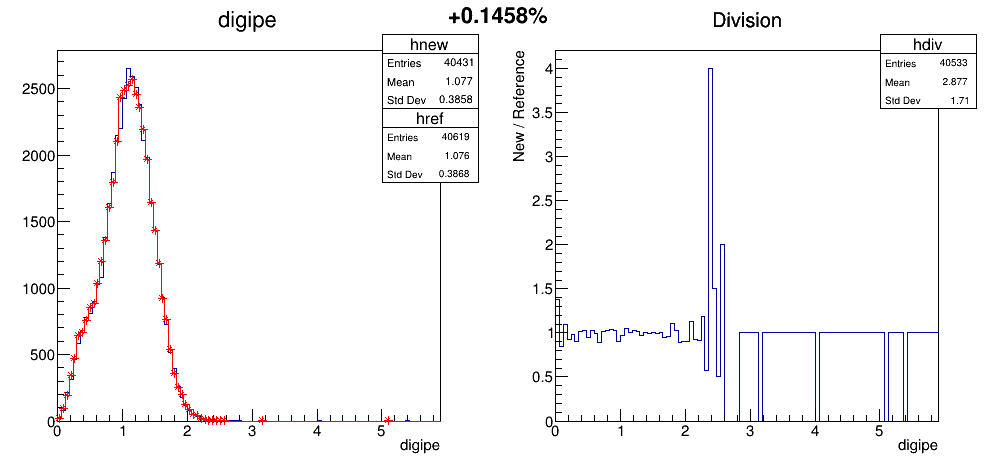 +0.1458%
digipe
hnew
Entries 40431
Mean 1.077
Std Dev 0.3858
href
Entries 40619
Mean 1.076
Std Dev 0.3868
2500
2000
1500
1000
500
0
0 1 2 3 4 5
digipe
Division
hdiv
Entries 40533
Mean 2.877
Std Dev 1.71
New / Reference
4
3.5
3
2.5
2
1.5
1
0.5
0
0 1 2 3 4 5
digipe